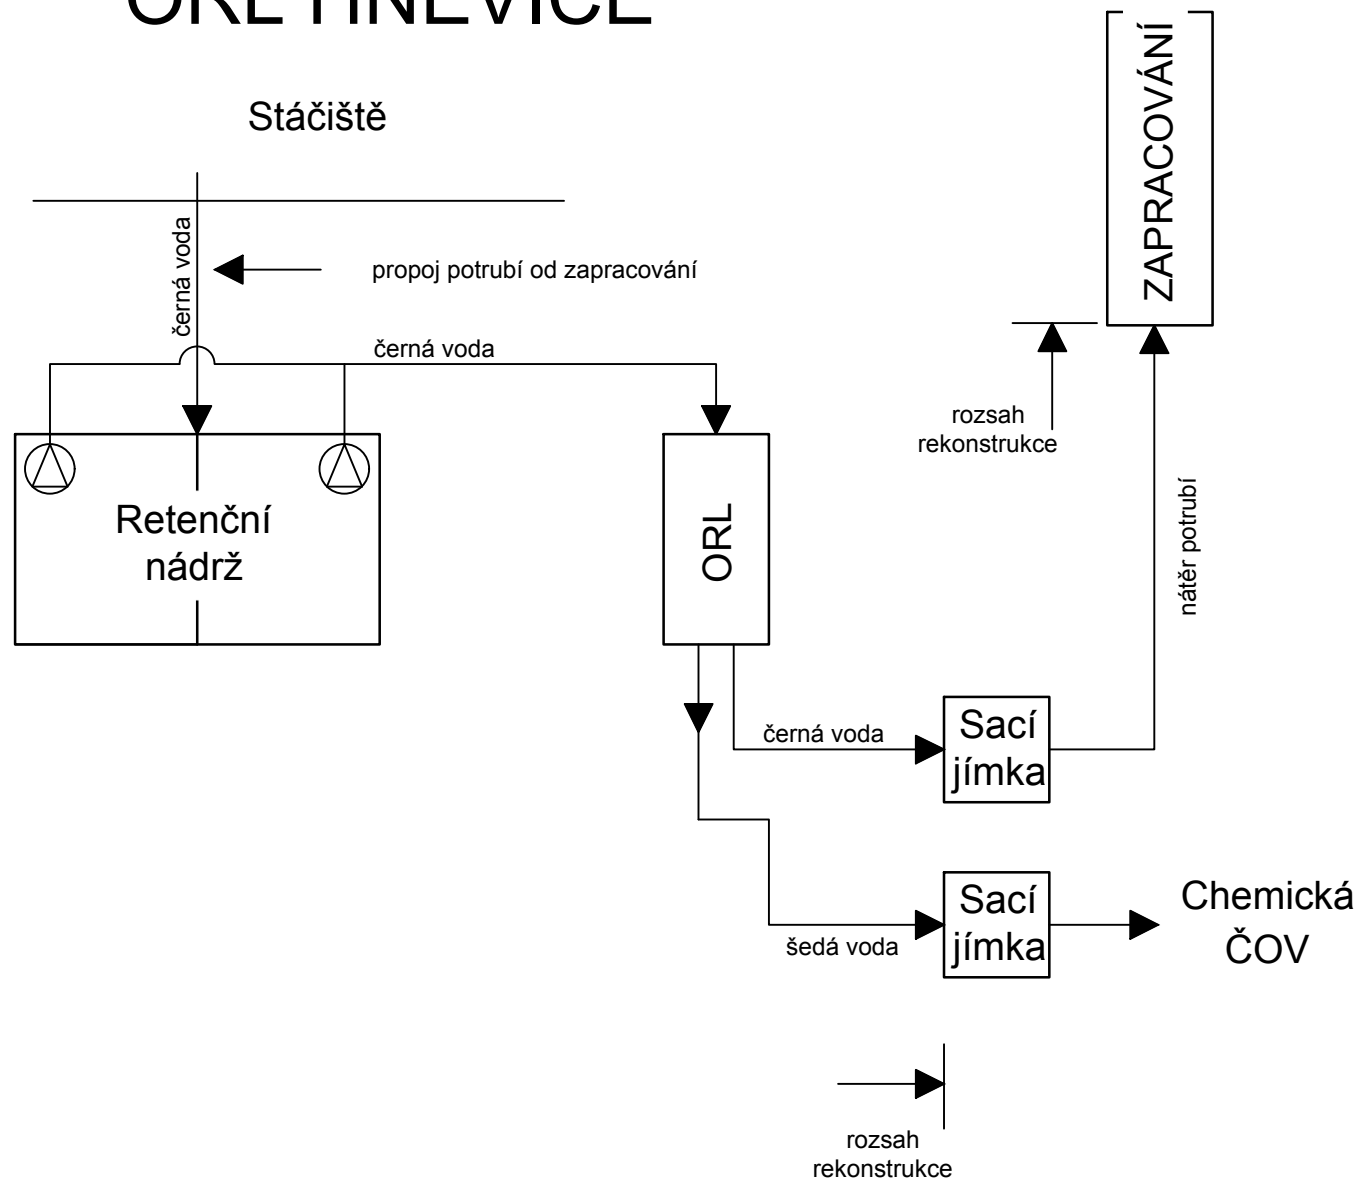 ORL HNĚVICE
Stáčiště
ZAPRACOVÁNÍ
černá voda
propoj potrubí od zapracování
černá voda
rozsah
rekonstrukce
Retenční
nádrž
ORL
nátěr potrubí
černá voda
Sací
jímka
Sací
jímka
šedá voda
Chemická
ČOV
rozsah
rekonstrukce